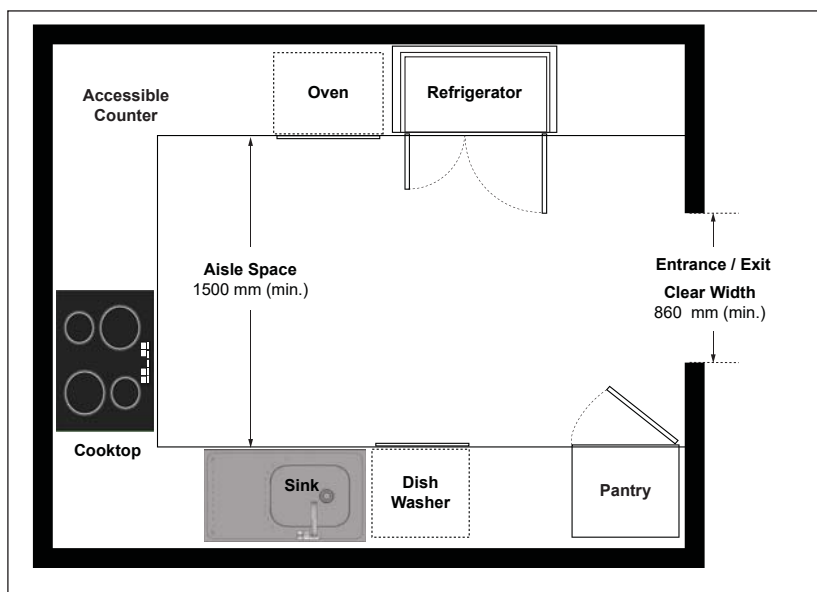 Accessible
Counter
Oven
Refrigerator
Aisle Space
1500 mm (min.)
Entrance / Exit
Clear Width
860 mm (min.)
Cooktop
Sink
Dish
Washer
Pantry